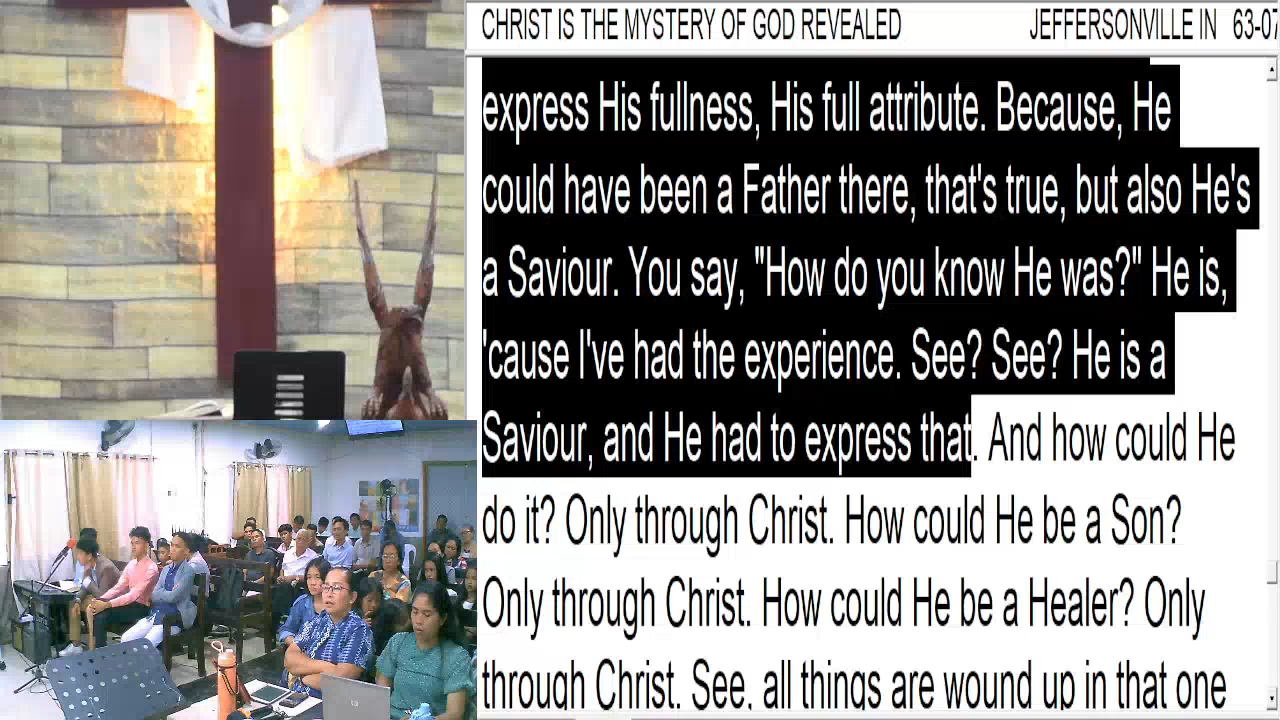 CHRIST IS THE MYSTERY OF GOD REVEALED JEFFERSONVILLE IN 63-07
express His fullness, His full attribute. Because, He
could have been a Father there, that's true, but also He's
a Saviour. You say, "How do you know He was?" He is,
'cause I've had the experience. See? See? He is a
Saviour, and He had to express that. And how could He
do it? Only through Christ. How could He be a Son?
Only through Christ. How could He be a Healer? Only
through Christ. See, all things are wound up in that one